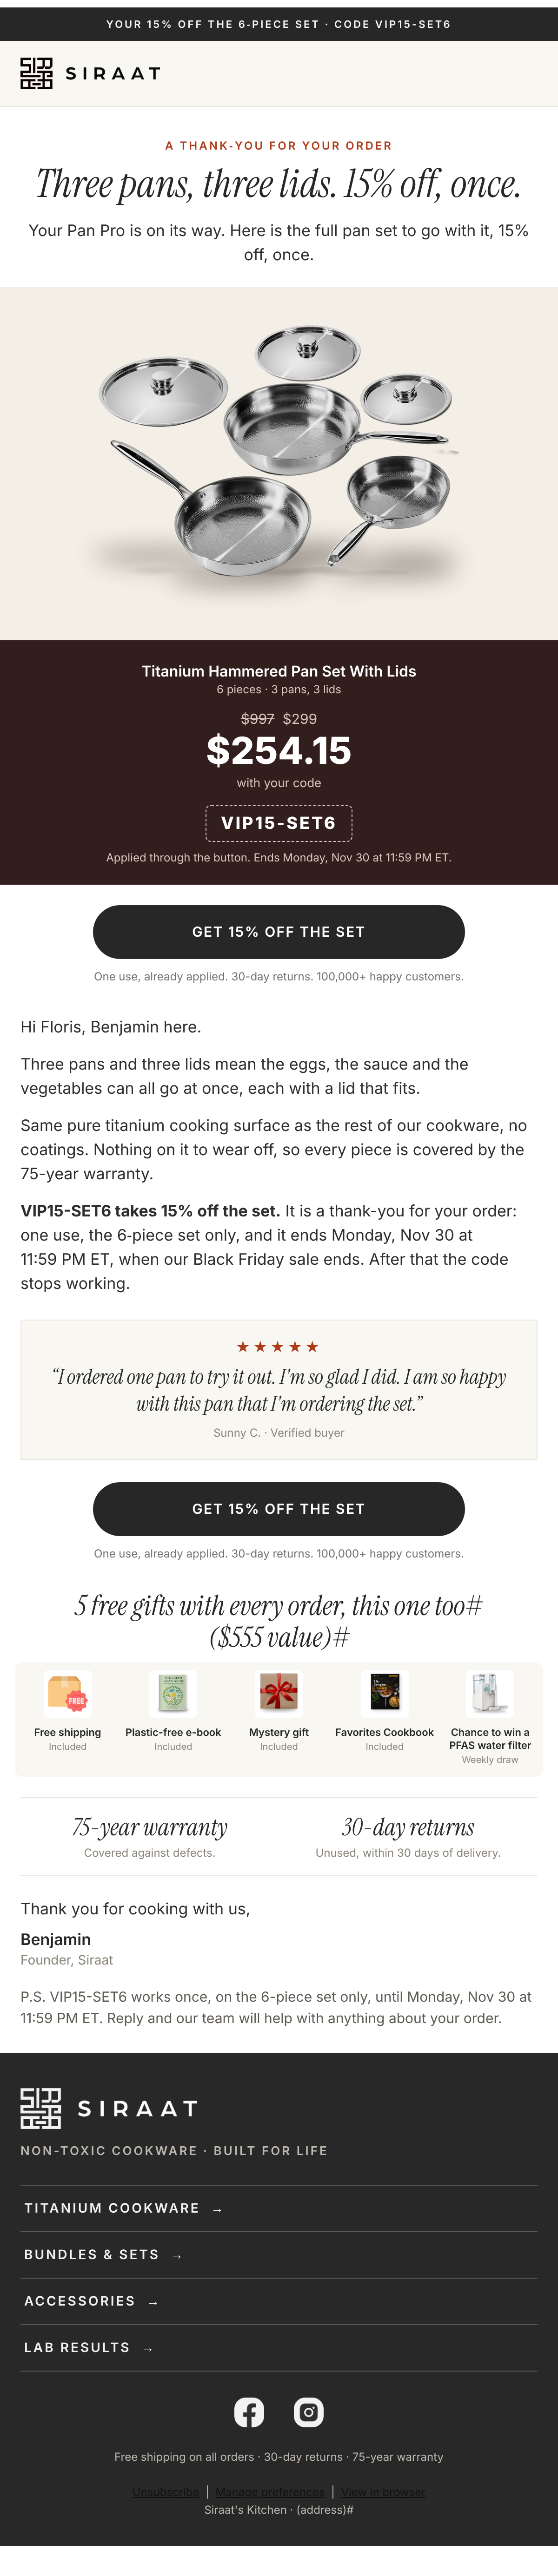 YOUR 15% OFF THE 6-PIECE SET · CODE VIP15-SET6
SIRAAT
A THANK-YOU FOR YOUR ORDER
Three pans, three lids. 15% off, once.
Your Pan Pro is on its way. Here is the full pan set to go with it, 15%
off, once.
Titanium Hammered Pan Set With Lids
6 pieces · 3 pans, 3 lids
$997 $299
$254.15
with your code
VIP15-SET6
Applied through the button. Ends Monday, Nov 30 at 11:59 PM ET.
GET 15% OFF THE SET
One use, already applied. 30-day returns. 100,000+ happy customers.
Hi Floris, Benjamin here.
Three pans and three lids mean the eggs, the sauce and the
vegetables can all go at once, each with a lid that fits.
Same pure titanium cooking surface as the rest of our cookware, no
coatings. Nothing on it to wear off, so every piece is covered by the
75-year warranty.
VIP15-SET6 takes 15% off the set. It is a thank-you for your order:
one use, the 6-piece set only, and it ends Monday, Nov 30 at
11:59 PM ET, when our Black Friday sale ends. After that the code
stops working.
★★★★★
“I ordered one pan to try it out. I'm so glad I did. I am so happy
with this pan that I'm ordering the set.”
Sunny C. · Verified buyer
GET 15% OFF THE SET
One use, already applied. 30-day returns. 100,000+ happy customers.
5 free gifts with every order, this one too#
($555 value)#
FREE
Free shipping
Included
Plastic-free e-book
Included
Mystery gift
Included
Favorites Cookbook
Included
Chance to win a
PFAS water filter
Weekly draw
75-year warranty
Covered against defects.
30-day returns
Unused, within 30 days of delivery.
Thank you for cooking with us,
Benjamin
Founder, Siraat
P.S. VIP15-SET6 works once, on the 6-piece set only, until Monday, Nov 30 at
11:59 PM ET. Reply and our team will help with anything about your order.
SIRAAT
NON-TOXIC COOKWARE · BUILT FOR LIFE
TITANIUM COOKWARE →
BUNDLES & SETS →
ACCESSORIES →
LAB RESULTS →
Free shipping on all orders · 30-day returns · 75-year warranty
Unsubscribe | Manage preferences | View in browser
Siraat's Kitchen · (address)#